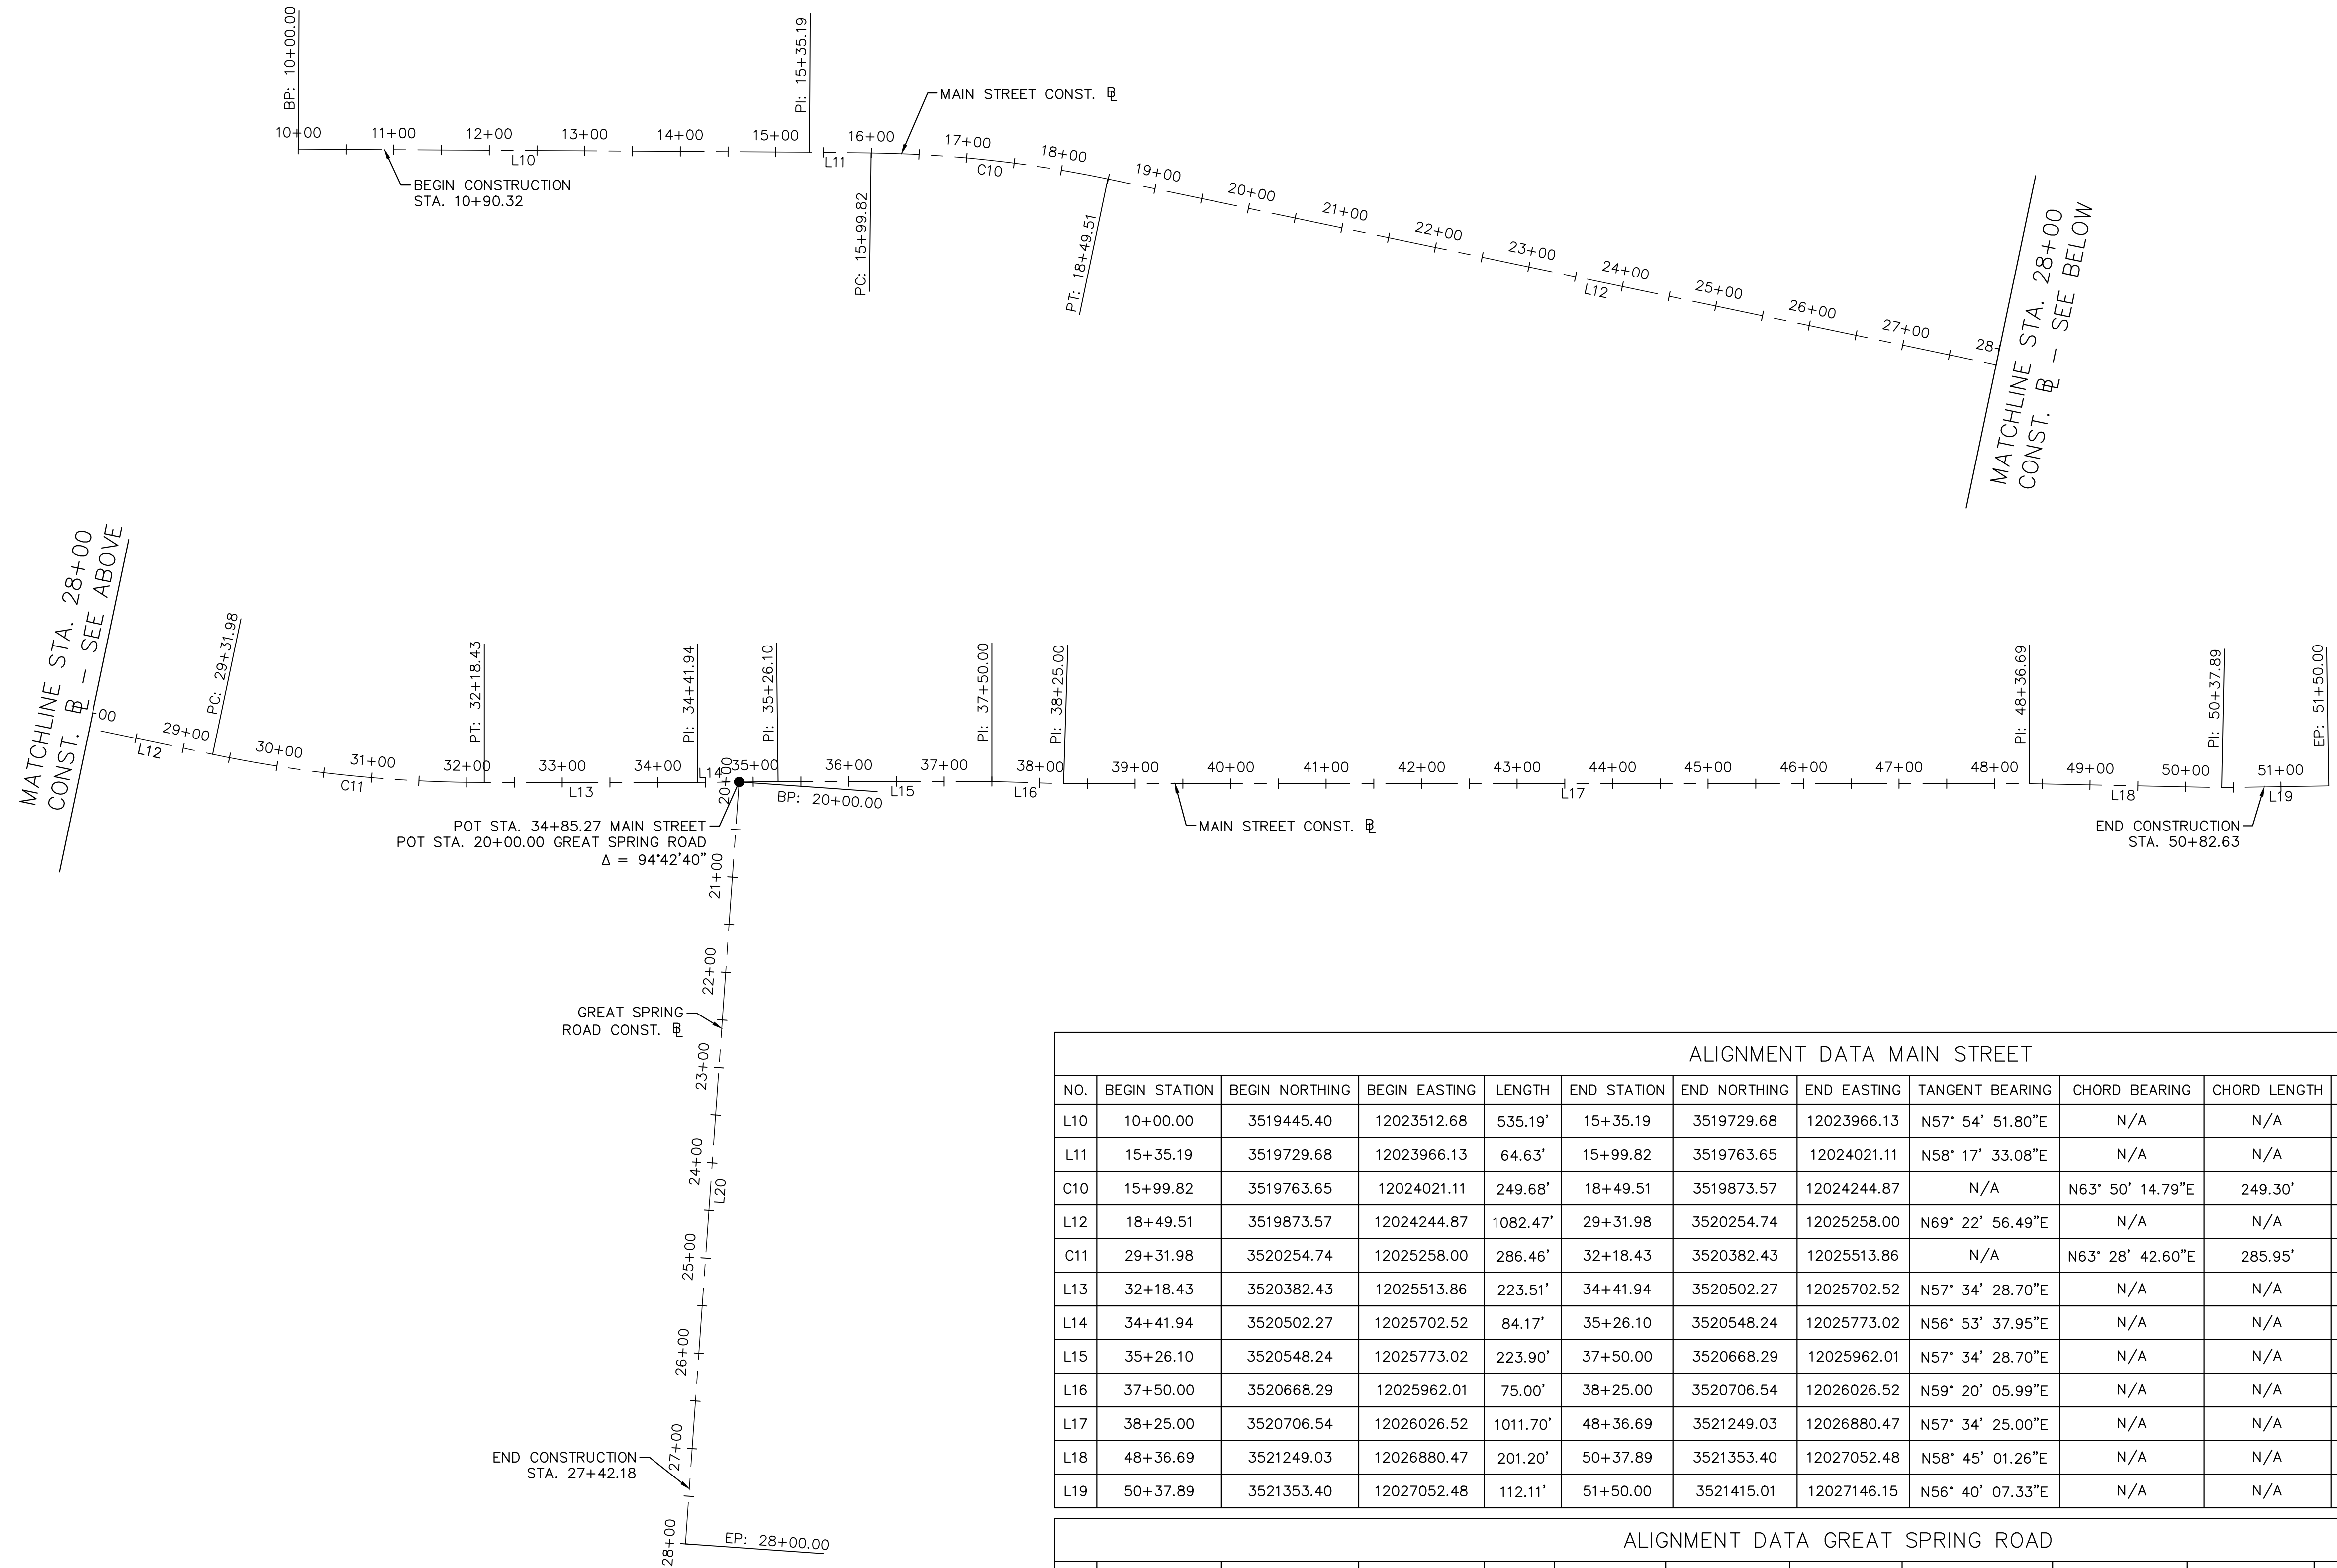 BP: 10+00.00
PI: 15+35.19
MAIN STREET CONST. BL
10+00 11+00 12+00 13+00 14+00 15+00 16+00 17+00 18+00 19+00 20+00 21+00 22+00 23+00 24+00 25+00 26+00 27+00 28-
L10
L11
C10
L12
BEGIN CONSTRUCTION
STA. 10+90.32
PC: 15+99.82
PT: 18+49.51
MATCHLINE STA. 28+00
CONST. BL – SEE BELOW
MATCHLINE STA. 28+00
CONST. BL – SEE ABOVE
PC: 29+31.98
PT: 32+18.43
PI: 34+41.94
PI: 35+26.10
PI: 37+50.00
PI: 38+25.00
PI: 48+36.69
PI: 50+37.89
EP: 51+50.00
-00 29+00 30+00 31+00 32+00 33+00 34+00 35+00 36+00 37+00 38+00 39+00 40+00 41+00 42+00 43+00 44+00 45+00 46+00 47+00 48+00 49+00 50+00 51+00
L12
C11
L13
L14
L15
L16
L17
L18
L19
BP: 20+00.00
POT STA. 34+85.27 MAIN STREET
POT STA. 20+00.00 GREAT SPRING ROAD
Δ = 94°42'40"
MAIN STREET CONST. BL
END CONSTRUCTION
STA. 50+82.63
20+00
21+00
22+00
GREAT SPRING
ROAD CONST. BL
23+00
24+00
L20
25+00
26+00
27+00
END CONSTRUCTION
STA. 27+42.18
28+00
EP: 28+00.00
ALIGNMENT DATA MAIN STREET
NO. BEGIN STATION BEGIN NORTHING BEGIN EASTING LENGTH END STATION END NORTHING END EASTING TANGENT BEARING CHORD BEARING CHORD LENGTH
L10 10+00.00 3519445.40 12023512.68 535.19' 15+35.19 3519729.68 12023966.13 N57° 54' 51.80"E N/A N/A
L11 15+35.19 3519729.68 12023966.13 64.63' 15+99.82 3519763.65 12024021.11 N58° 17' 33.08"E N/A N/A
C10 15+99.82 3519763.65 12024021.11 249.68' 18+49.51 3519873.57 12024244.87 N/A N63° 50' 14.79"E 249.30'
L12 18+49.51 3519873.57 12024244.87 1082.47' 29+31.98 3520254.74 12025258.00 N69° 22' 56.49"E N/A N/A
C11 29+31.98 3520254.74 12025258.00 286.46' 32+18.43 3520382.43 12025513.86 N/A N63° 28' 42.60"E 285.95'
L13 32+18.43 3520382.43 12025513.86 223.51' 34+41.94 3520502.27 12025702.52 N57° 34' 28.70"E N/A N/A
L14 34+41.94 3520502.27 12025702.52 84.17' 35+26.10 3520548.24 12025773.02 N56° 53' 37.95"E N/A N/A
L15 35+26.10 3520548.24 12025773.02 223.90' 37+50.00 3520668.29 12025962.01 N57° 34' 28.70"E N/A N/A
L16 37+50.00 3520668.29 12025962.01 75.00' 38+25.00 3520706.54 12026026.52 N59° 20' 05.99"E N/A N/A
L17 38+25.00 3520706.54 12026026.52 1011.70' 48+36.69 3521249.03 12026880.47 N57° 34' 25.00"E N/A N/A
L18 48+36.69 3521249.03 12026880.47 201.20' 50+37.89 3521353.40 12027052.48 N58° 45' 01.26"E N/A N/A
L19 50+37.89 3521353.40 12027052.48 112.11' 51+50.00 3521415.01 12027146.15 N56° 40' 07.33"E N/A N/A
ALIGNMENT DATA GREAT SPRING ROAD